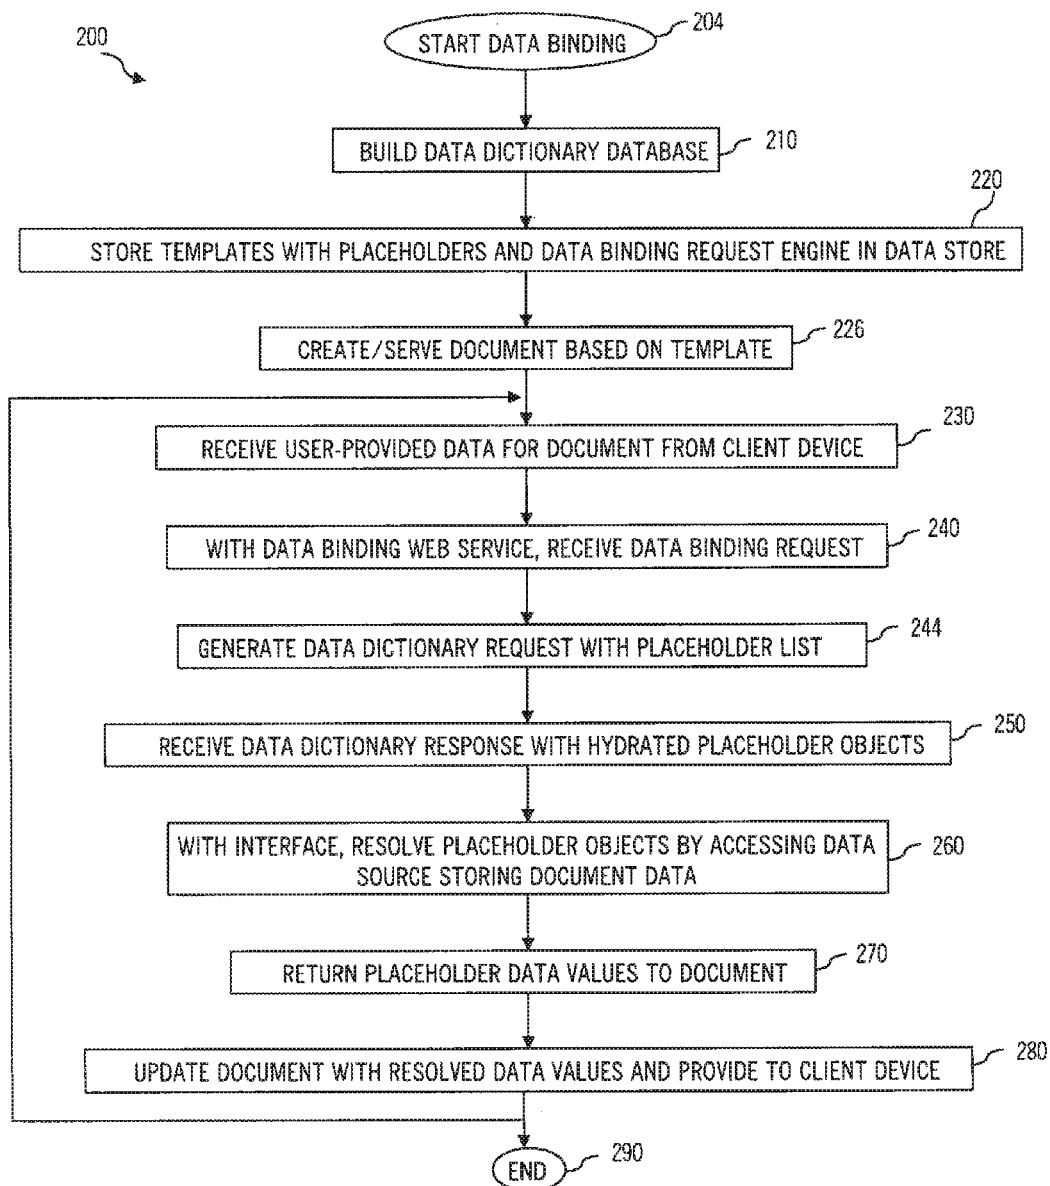 200
START DATA BINDING
204
BUILD DATA DICTIONARY DATABASE
210
220
STORE TEMPLATES WITH PLACEHOLDERS AND DATA BINDING REQUEST ENGINE IN DATA STORE
CREATE/SERVE DOCUMENT BASED ON TEMPLATE
226
RECEIVE USER-PROVIDED DATA FOR DOCUMENT FROM CLIENT DEVICE
230
WITH DATA BINDING WEB SERVICE, RECEIVE DATA BINDING REQUEST
240
GENERATE DATA DICTIONARY REQUEST WITH PLACEHOLDER LIST
244
RECEIVE DATA DICTIONARY RESPONSE WITH HYDRATED PLACEHOLDER OBJECTS
250
WITH INTERFACE, RESOLVE PLACEHOLDER OBJECTS BY ACCESSING DATA
SOURCE STORING DOCUMENT DATA
260
RETURN PLACEHOLDER DATA VALUES TO DOCUMENT
270
UPDATE DOCUMENT WITH RESOLVED DATA VALUES AND PROVIDE TO CLIENT DEVICE
280
END
290